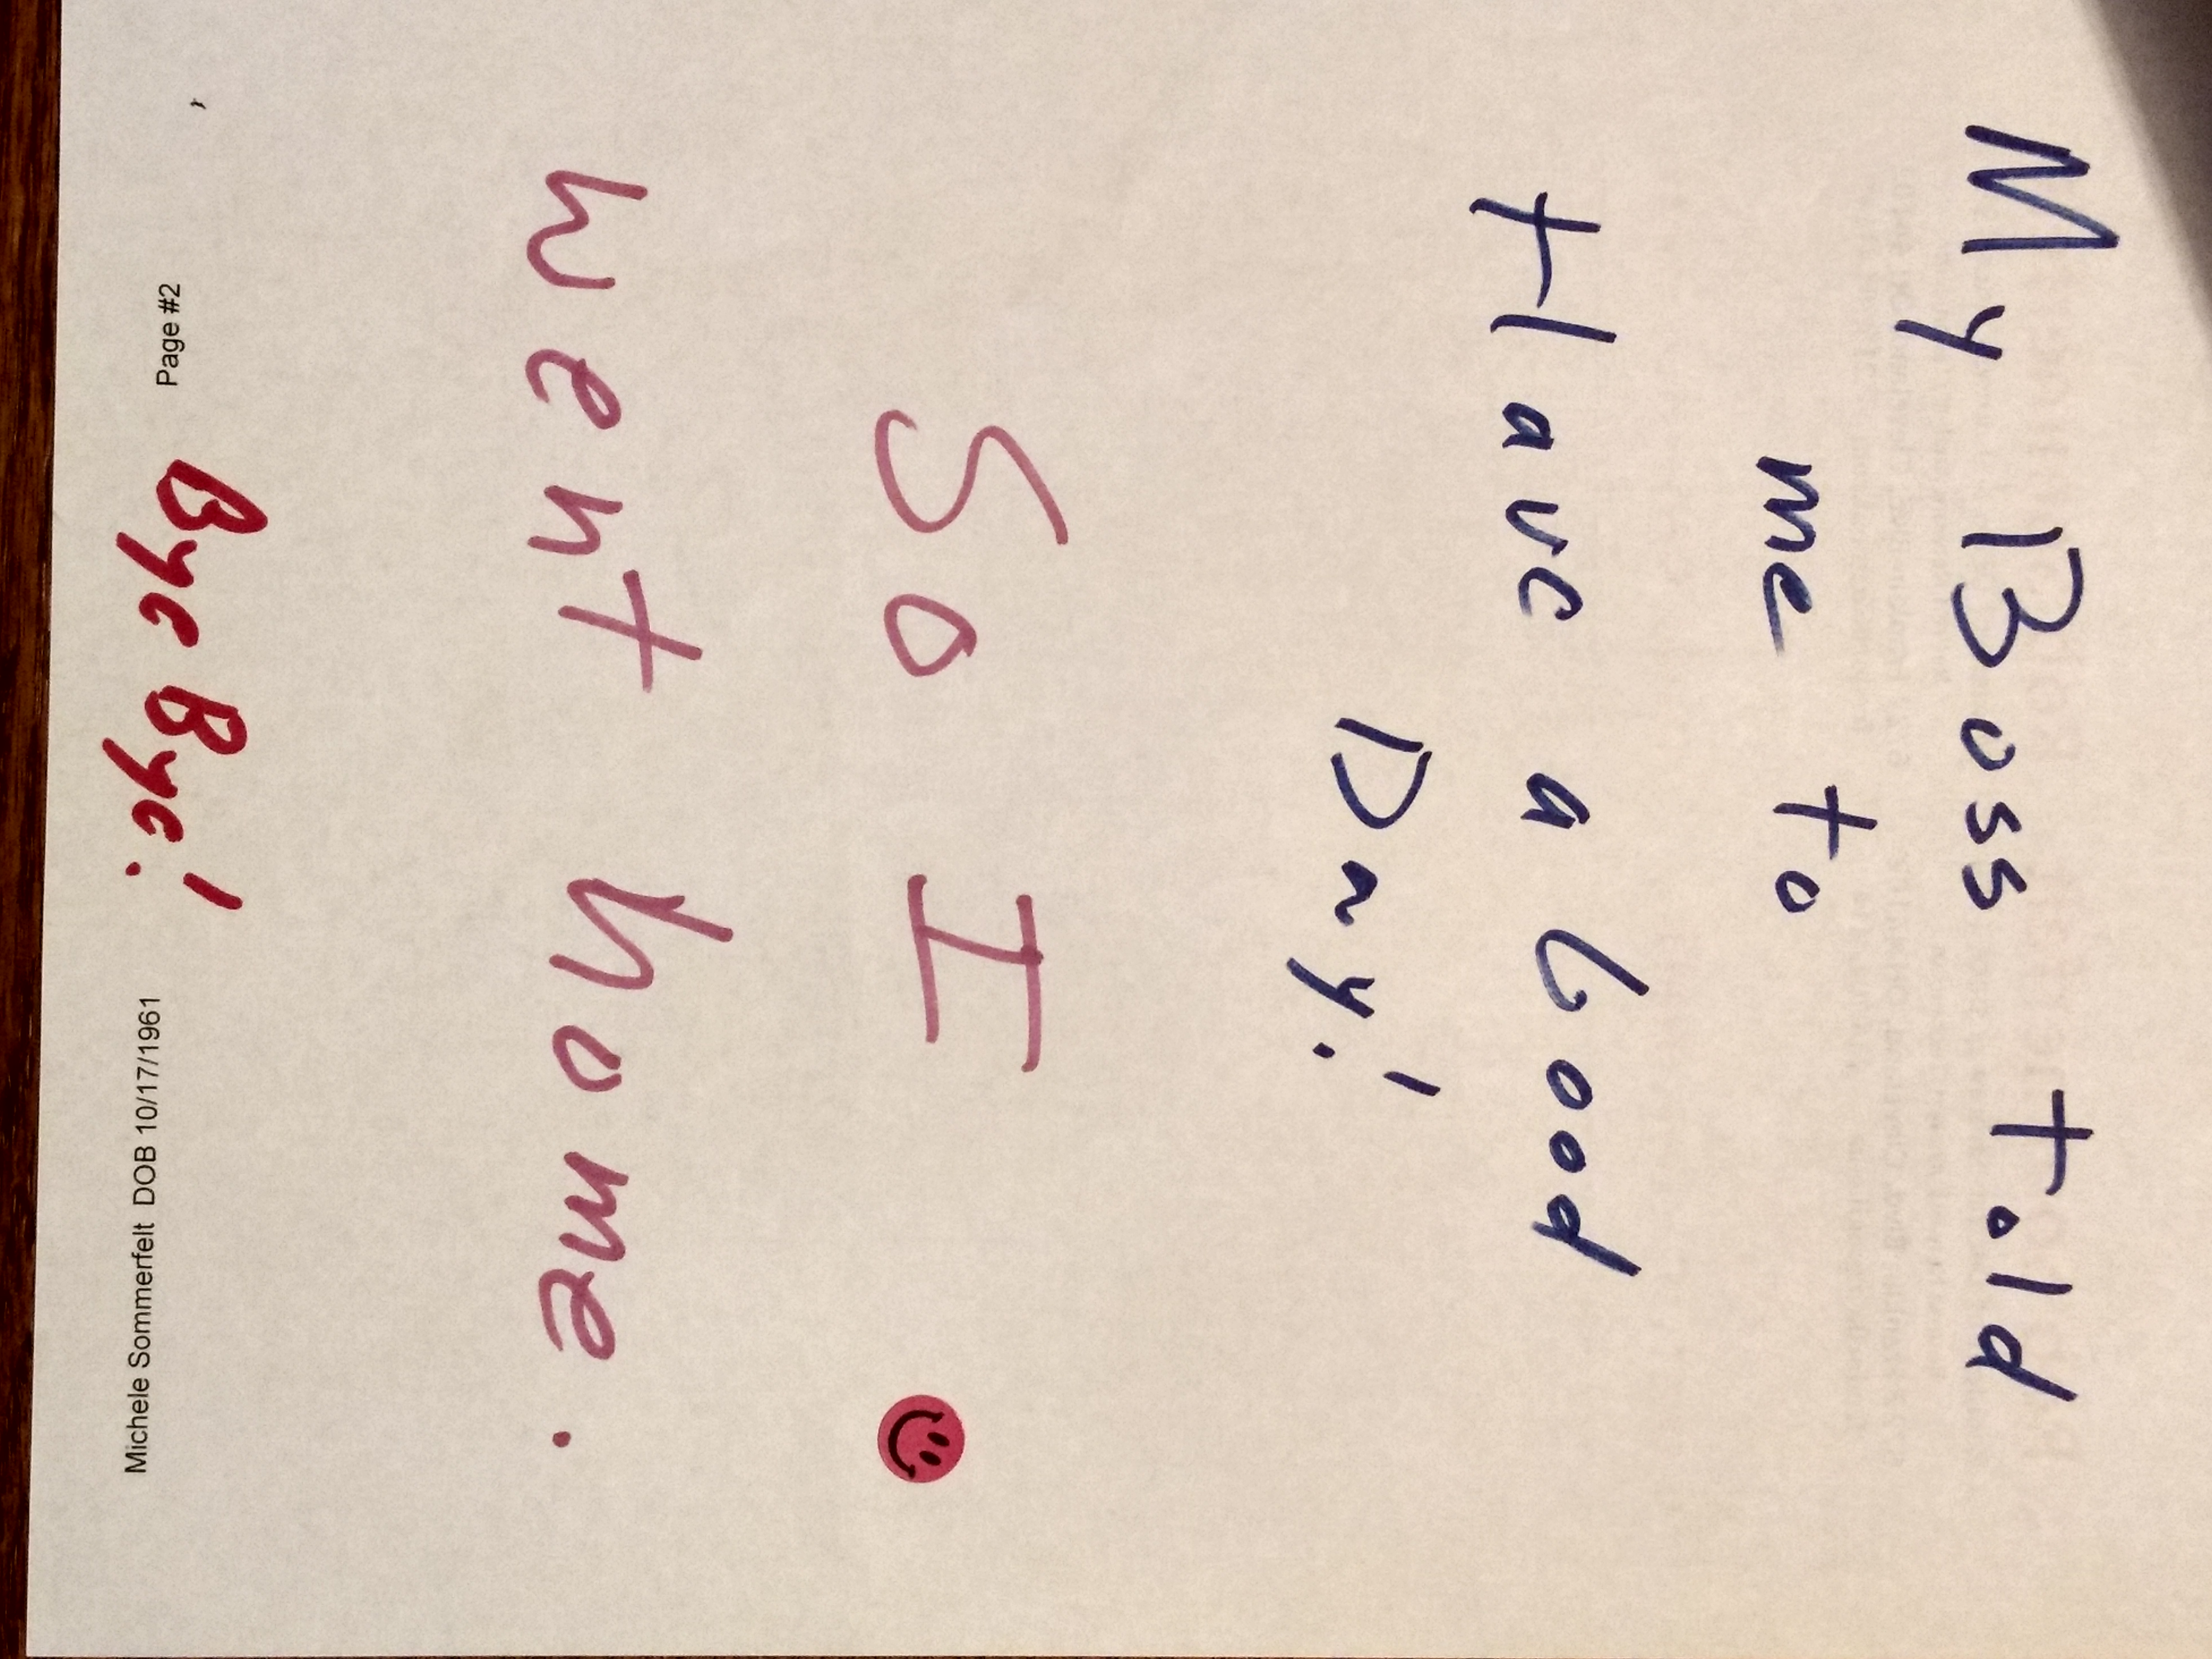 My Boss told
me to
Have a Good
Day!
So I
went home.
Bye Bye!
Page #2
Michele Sommerfelt DOB 10/17/1961